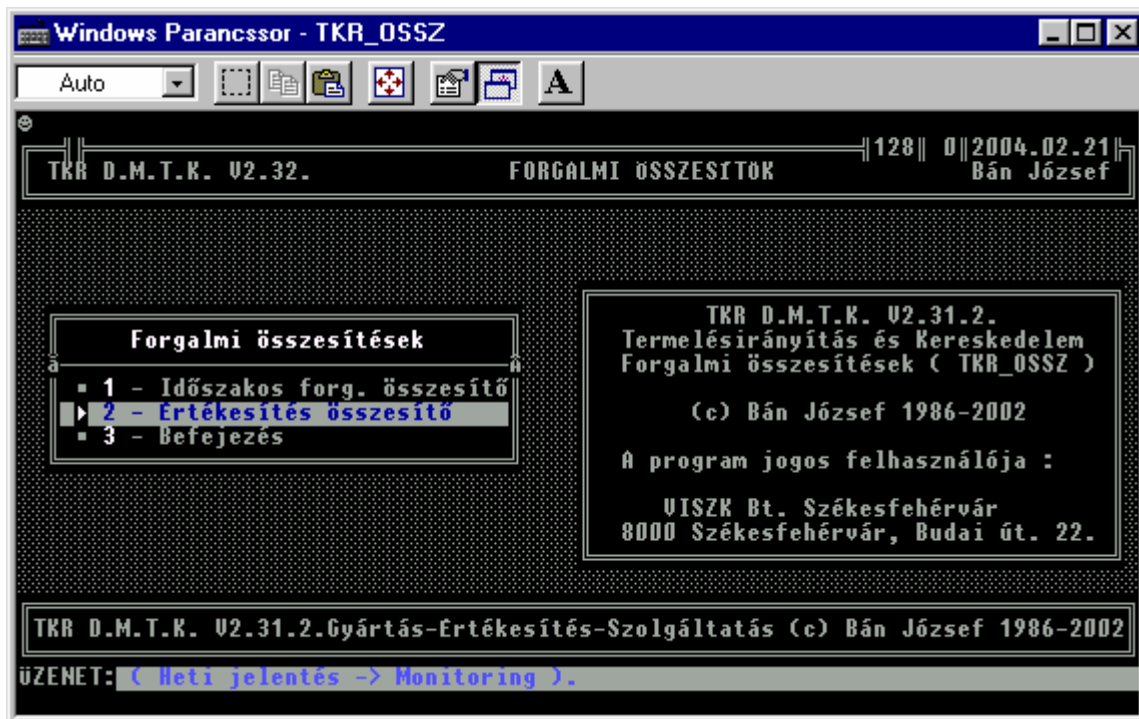 Windows Parancssor - TKR_OSSZ
Auto
A
128 0 2004.02.21
TKR D.M.T.K. V2.32. FORGALMI ÖSSZESÍTŐK Bán József
Forgalmi összesítések
1 - Időszakos forg. összesítő
2 - Értékesítés összesítő
3 - Befejezés
TKR D.M.T.K. V2.31.2.
Termelésirányítás és Kereskedelem
Forgalmi összesítések ( TKR_OSSZ )
(c) Bán József 1986-2002
A program jogos felhasználója :
VISZK Bt. Székesfehérvár
8000 Székesfehérvár, Budai út. 22.
TKR D.M.T.K. V2.31.2.Gyártás-Értékesítés-Szolgáltatás (c) Bán József 1986-2002
ÜZENET: ( Heti jelentés -> Monitoring ).